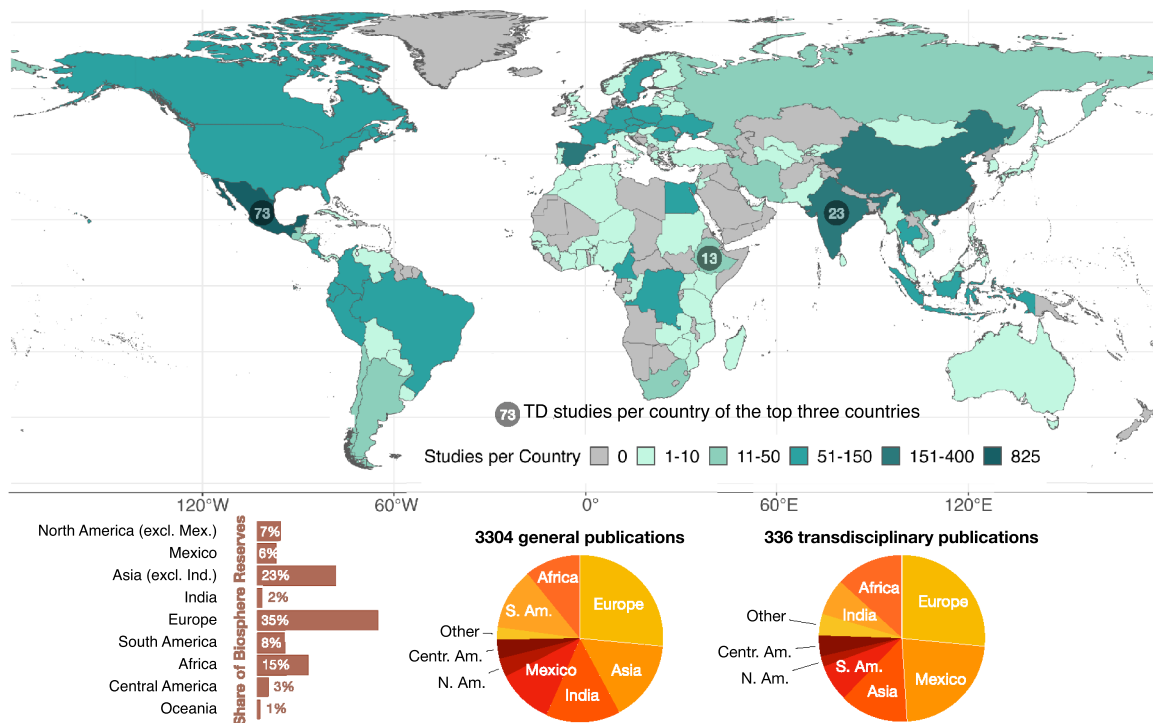 73
23
13
73 TD studies per country of the top three countries
Studies per Country 0 1-10 11-50 51-150 151-400 825
120°W 60°W 0° 60°E 120°E
Share of Biosphere Reserves
North America (excl. Mex.) 7%
Mexico 6%
Asia (excl. Ind.) 23%
India 2%
Europe 35%
South America 8%
Africa 15%
Central America 3%
Oceania 1%
3304 general publications
Africa
Europe
S. Am.
Other
Centr. Am.
N. Am.
Mexico
India
Asia
336 transdisciplinary publications
Africa
Europe
India
Other
Centr. Am.
N. Am.
S. Am.
Asia
Mexico